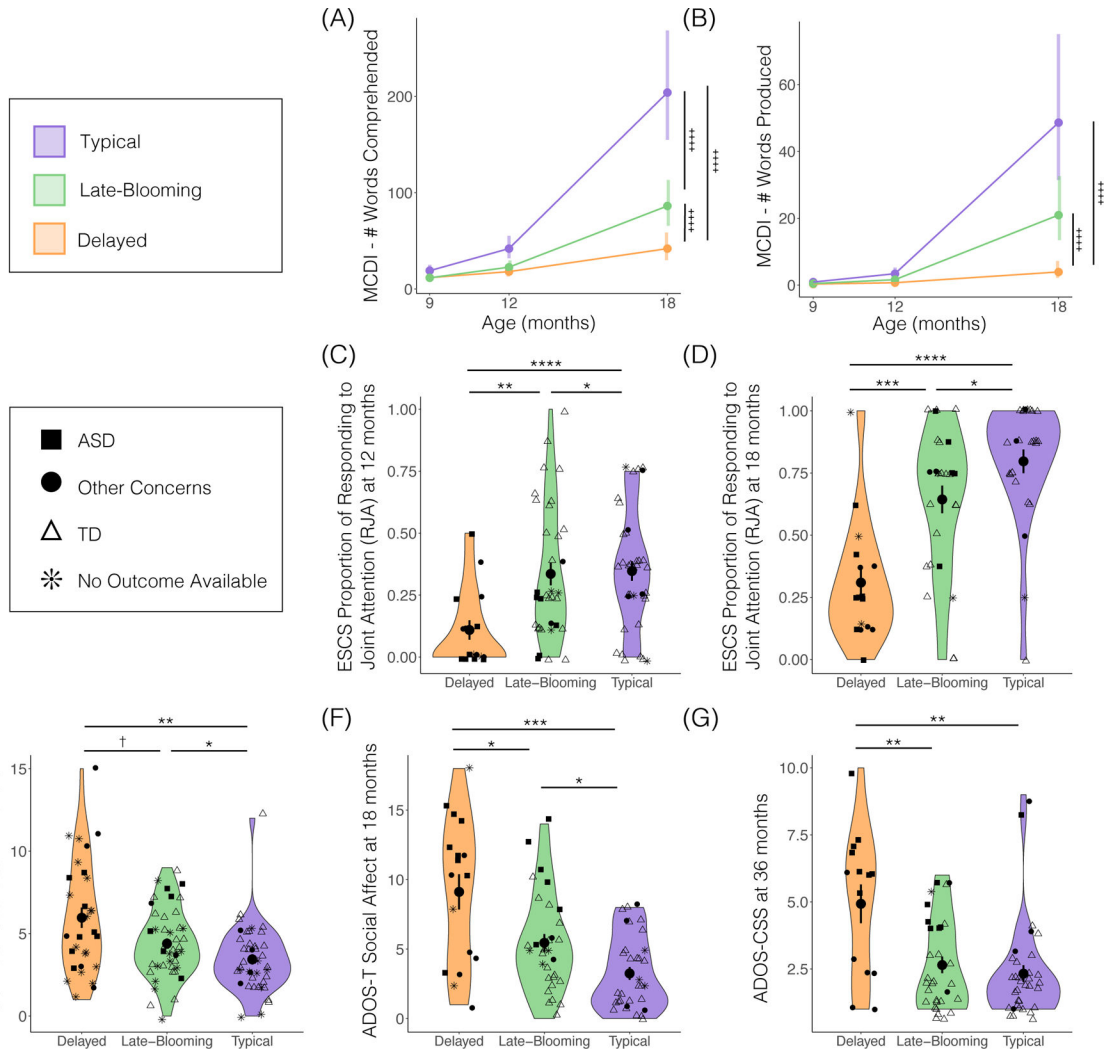 (A)
(B)
Typical
Late-Blooming
Delayed
MCDI - # Words Comprehended
200
100
0
9
12
18
Age (months)
††††
††††
††††
MCDI - # Words Produced
60
40
20
0
9
12
18
Age (months)
††††
††††
ASD
Other Concerns
TD
No Outcome Available
(C)
****
**
*
ESCS Proportion of Responding to
Joint Attention (RJA) at 12 months
1.00
0.75
0.50
0.25
0.00
Delayed
Late-Blooming
Typical
(D)
****
***
*
ESCS Proportion of Responding to
Joint Attention (RJA) at 18 months
1.00
0.75
0.50
0.25
0.00
Delayed
Late-Blooming
Typical
**
†
*
15
10
5
0
Delayed
Late-Blooming
Typical
(F)
***
*
*
ADOS-T Social Affect at 18 months
15
10
5
0
Delayed
Late-Blooming
Typical
(G)
**
**
ADOS-CSS at 36 months
10.0
7.5
5.0
2.5
Delayed
Late-Blooming
Typical